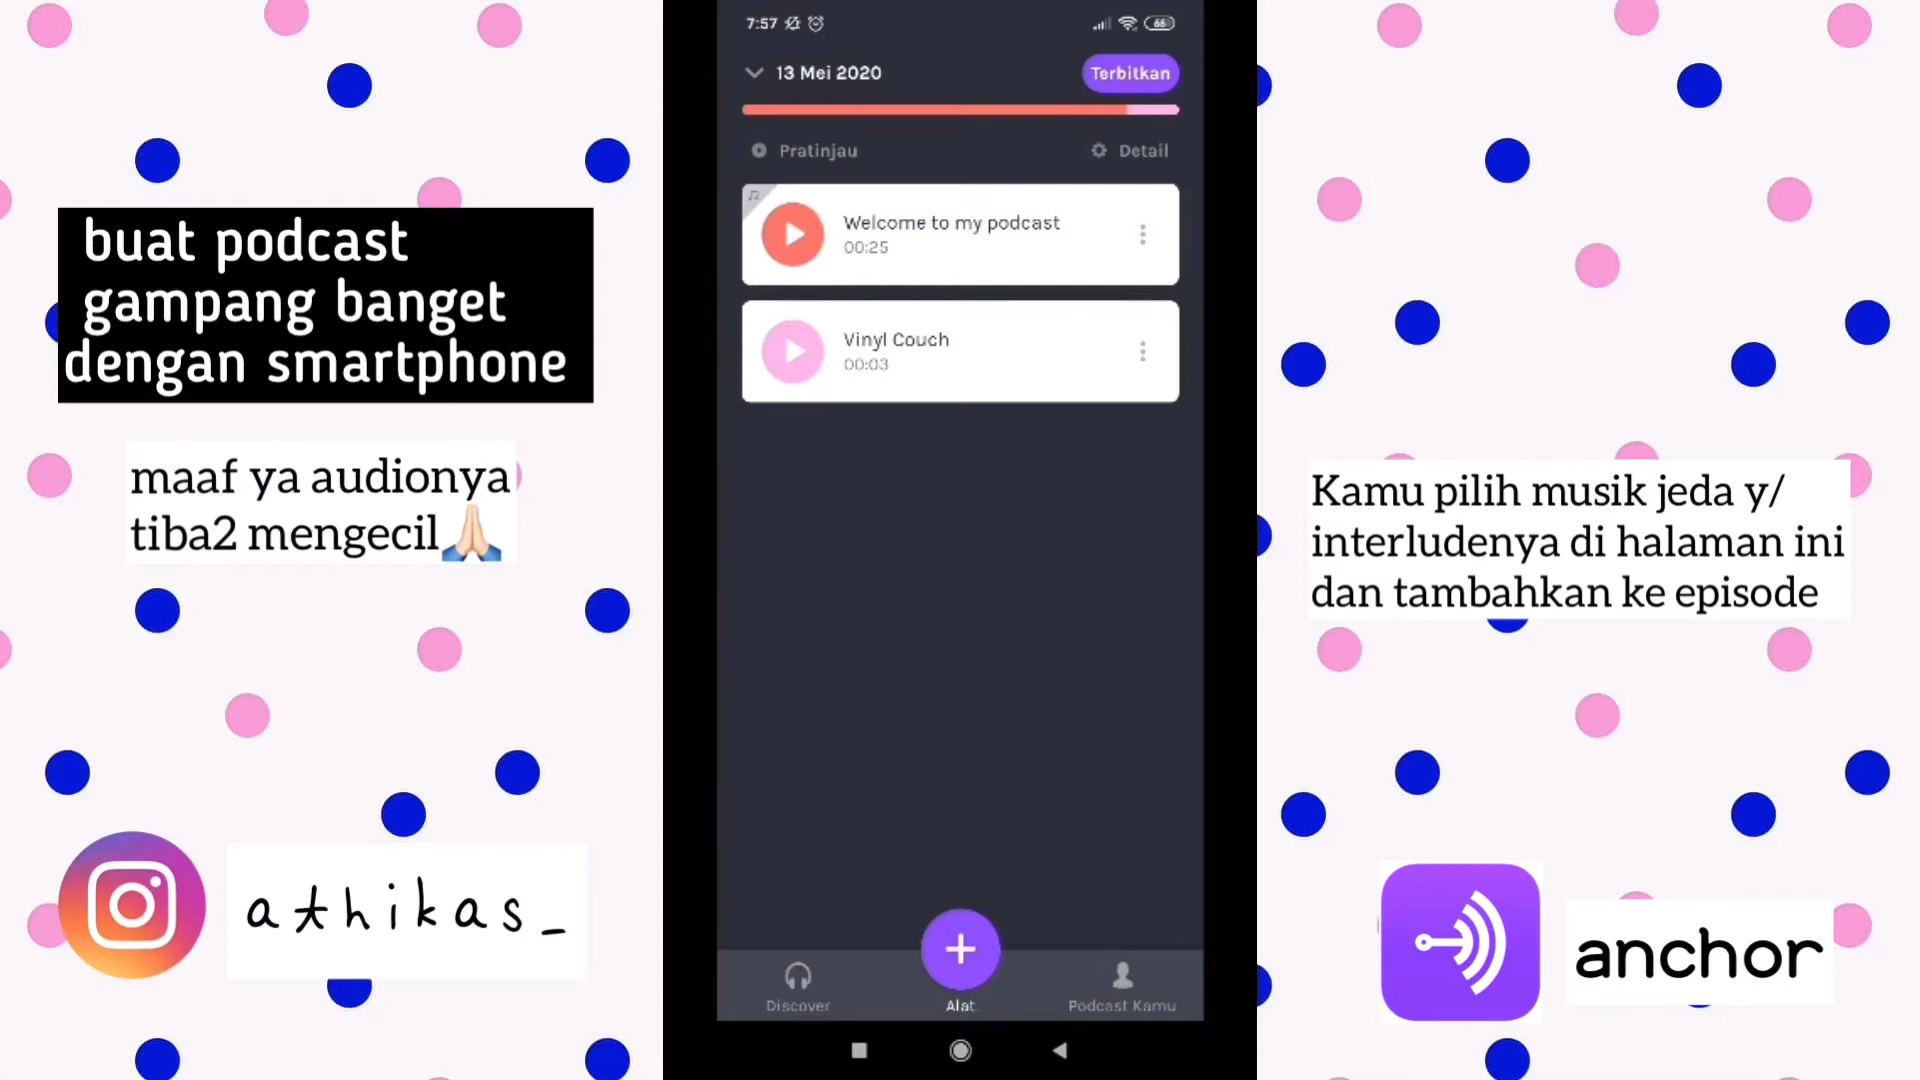 buat podcast
gampang banget
dengan smartphone
maaf ya audionya
tiba2 mengecil
athikas_
7:57
66
13 Mei 2020
Terbitkan
Pratinjau
Detail
Welcome to my podcast
00:25
Vinyl Couch
00:03
Discover
Alat
Podcast Kamu
Kamu pilih musik jeda y/
interludenya di halaman ini
dan tambahkan ke episode
anchor